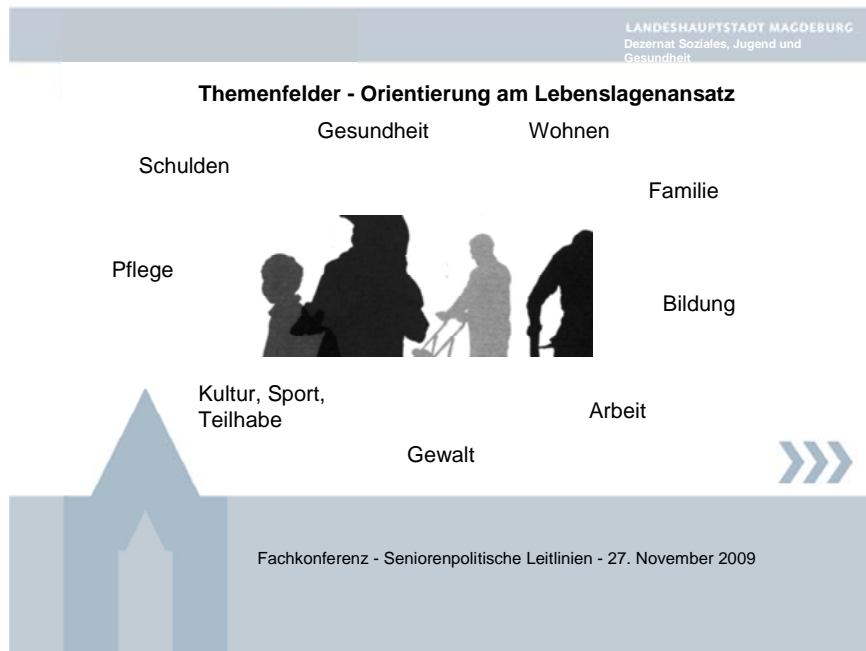 LANDESHAUPTSTADT MAGDEBURG
Dezernat Soziales, Jugend und
Gesundheit
Themenfelder - Orientierung am Lebenslagenansatz
Gesundheit
Wohnen
Schulden
Familie
Pflege
Bildung
Kultur, Sport,
Teilhabe
Arbeit
Gewalt
Fachkonferenz - Seniorenpolitische Leitlinien - 27. November 2009